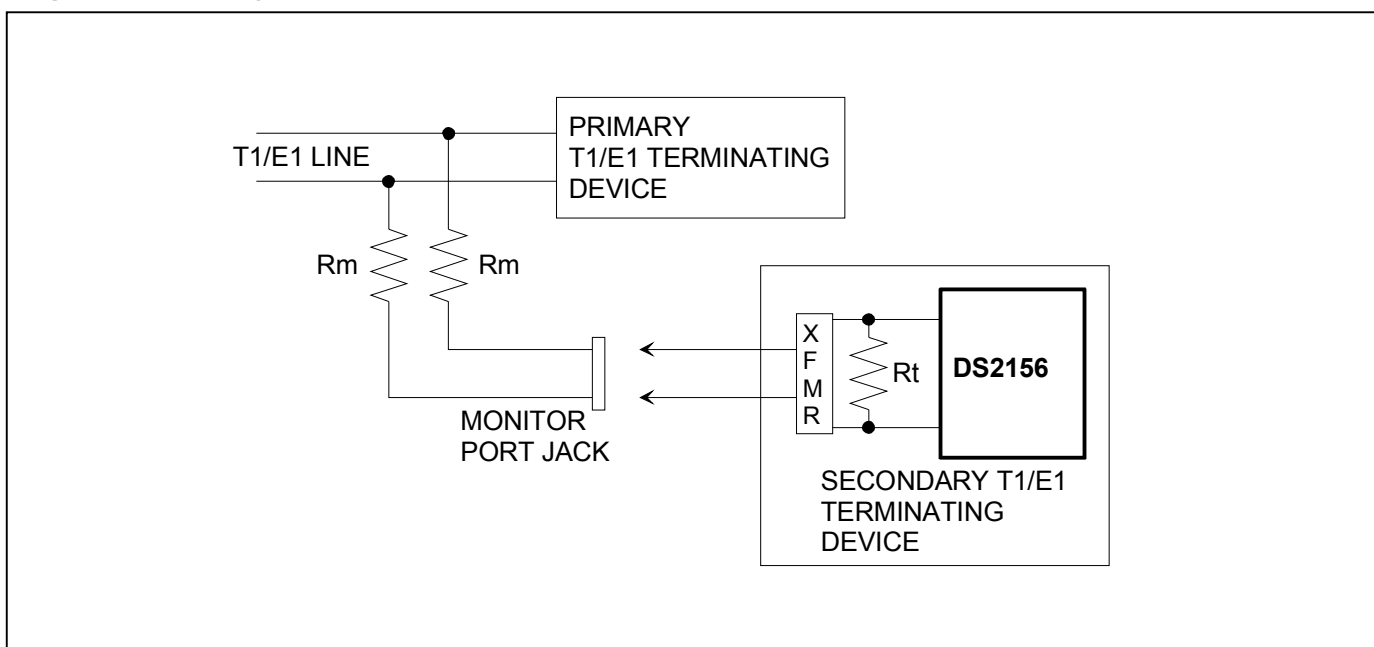 PRIMARY
T1/E1 TERMINATING
DEVICE
T1/E1 LINE
Rm
Rm
MONITOR
PORT JACK
X
F
M
R
Rt
DS2156
SECONDARY T1/E1
TERMINATING
DEVICE